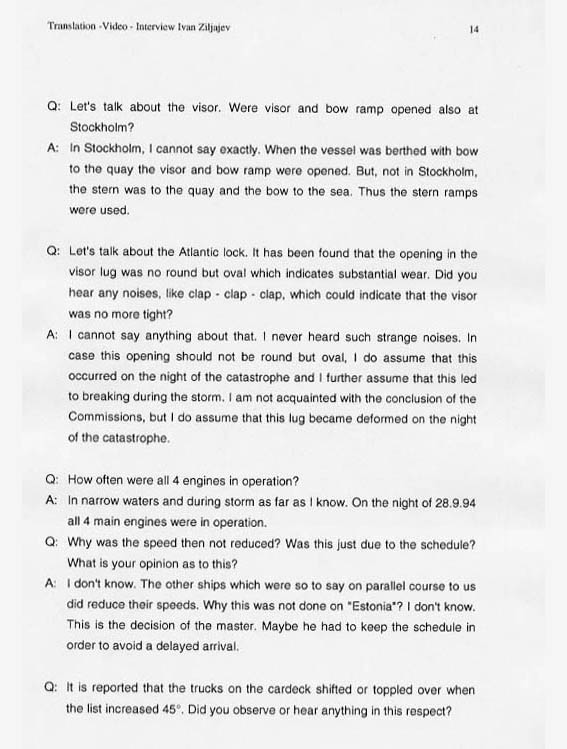 Translation -Video - Interview Ivan Ziljajev
14
Q: Let's talk about the visor. Were visor and bow ramp opened also at
Stockholm?
A: In Stockholm, I cannot say exactly. When the vessel was berthed with bow
to the quay the visor and bow ramp were opened. But, not in Stockholm,
the stern was to the quay and the bow to the sea. Thus the stern ramps
were used.
Q: Let's talk about the Atlantic lock. It has been found that the opening in the
visor lug was no round but oval which indicates substantial wear. Did you
hear any noises, like clap - clap - clap, which could indicate that the visor
was no more tight?
A: I cannot say anything about that. I never heard such strange noises. In
case this opening should not be round but oval, I do assume that this
occurred on the night of the catastrophe and I further assume that this led
to breaking during the storm. I am not acquainted with the conclusion of the
Commissions, but I do assume that this lug became deformed on the night
of the catastrophe.
Q: How often were all 4 engines in operation?
A: In narrow waters and during storm as far as I know. On the night of 28.9.94
all 4 main engines were in operation.
Q: Why was the speed then not reduced? Was this just due to the schedule?
What is your opinion as to this?
A: I don't know. The other ships which were so to say on parallel course to us
did reduce their speeds. Why this was not done on "Estonia"? I don't know.
This is the decision of the master. Maybe he had to keep the schedule in
order to avoid a delayed arrival.
Q: It is reported that the trucks on the cardeck shifted or toppled over when
the list increased 45°. Did you observe or hear anything in this respect?